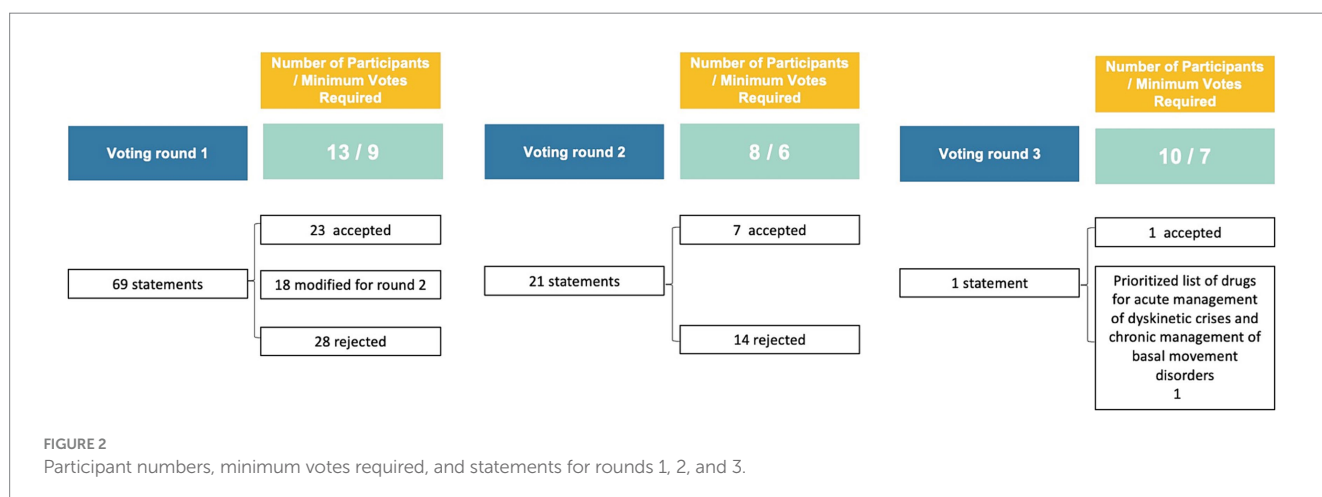 Number of Participants
/ Minimum Votes
Required
Voting round 1
13 / 9
69 statements
23 accepted
18 modified for round 2
28 rejected
Number of Participants
/ Minimum Votes
Required
Voting round 2
8 / 6
21 statements
7 accepted
14 rejected
Number of Participants
/ Minimum Votes
Required
Voting round 3
10 / 7
1 statement
1 accepted
Prioritized list of drugs
for acute management
of dyskinetic crises and
chronic management of
basal movement
disorders
1
FIGURE 2
Participant numbers, minimum votes required, and statements for rounds 1, 2, and 3.